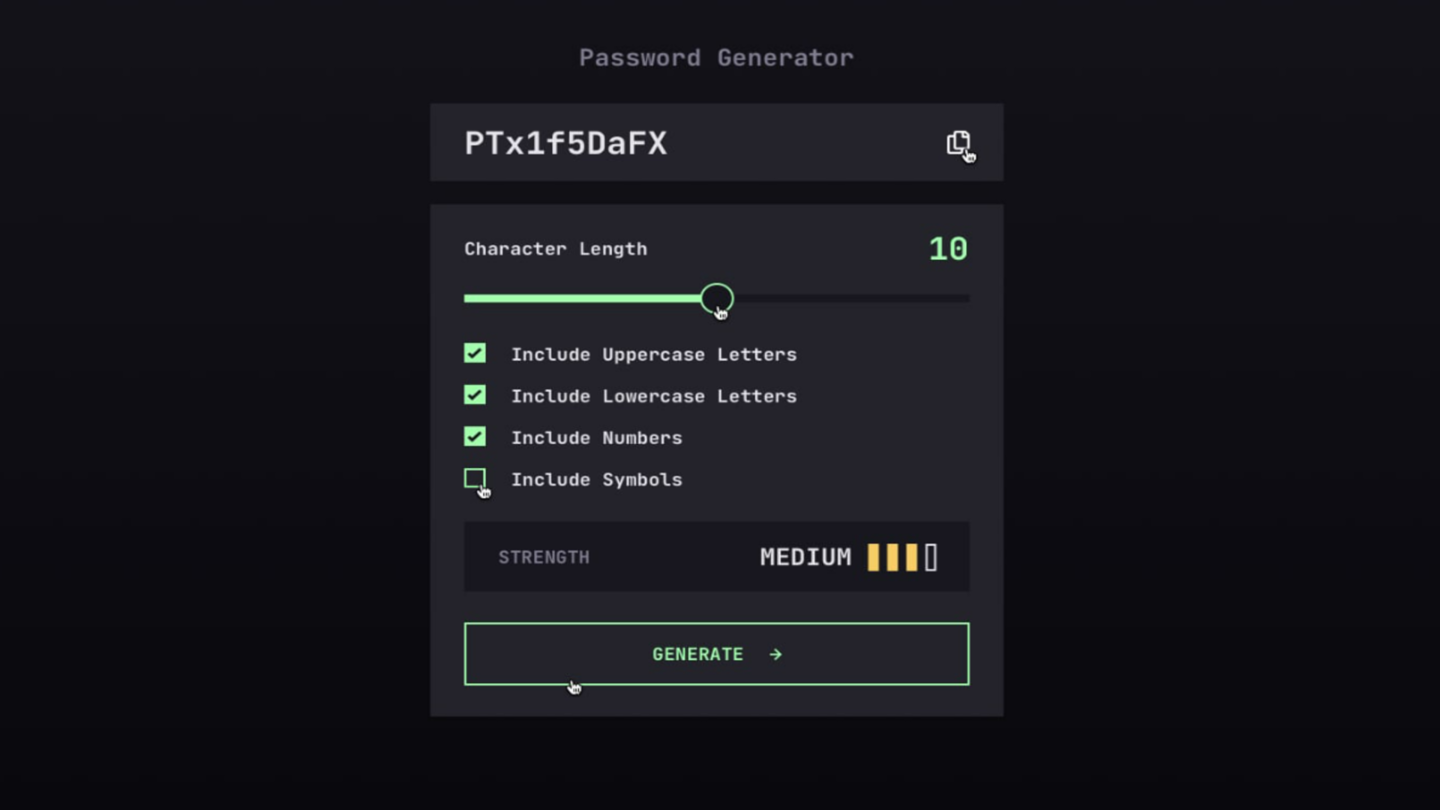 Password Generator
PTx1f5DaFX
Character Length 10
Include Uppercase Letters
Include Lowercase Letters
Include Numbers
Include Symbols
STRENGTH MEDIUM
GENERATE →